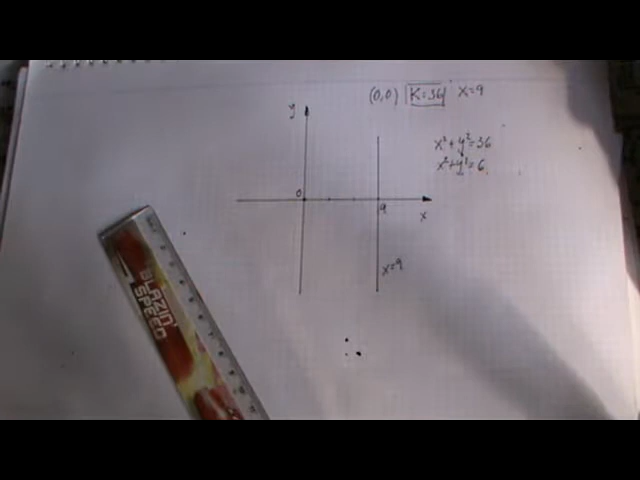 (0,0) K=36 x=9
y
x²+y²=36
x²+y²=6
0
9
x
x=9
BLAZIN'
SPEED